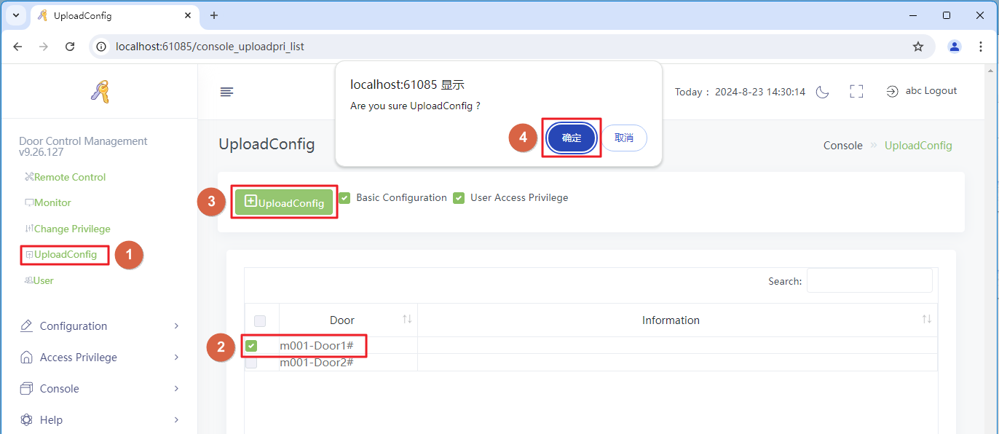 UploadConfig
localhost:61085/console_uploadpri_list
localhost:61085 显示
Are you sure UploadConfig ?
4
确定
取消
Today : 2024-8-23 14:30:14
abc Logout
Door Control Management
v9.26.127
Remote Control
Monitor
Change Privilege
UploadConfig
1
User
Configuration
Access Privilege
Console
Help
UploadConfig
Console » UploadConfig
3
UploadConfig
Basic Configuration
User Access Privilege
Search:
Door
Information
2
m001-Door1#
m001-Door2#